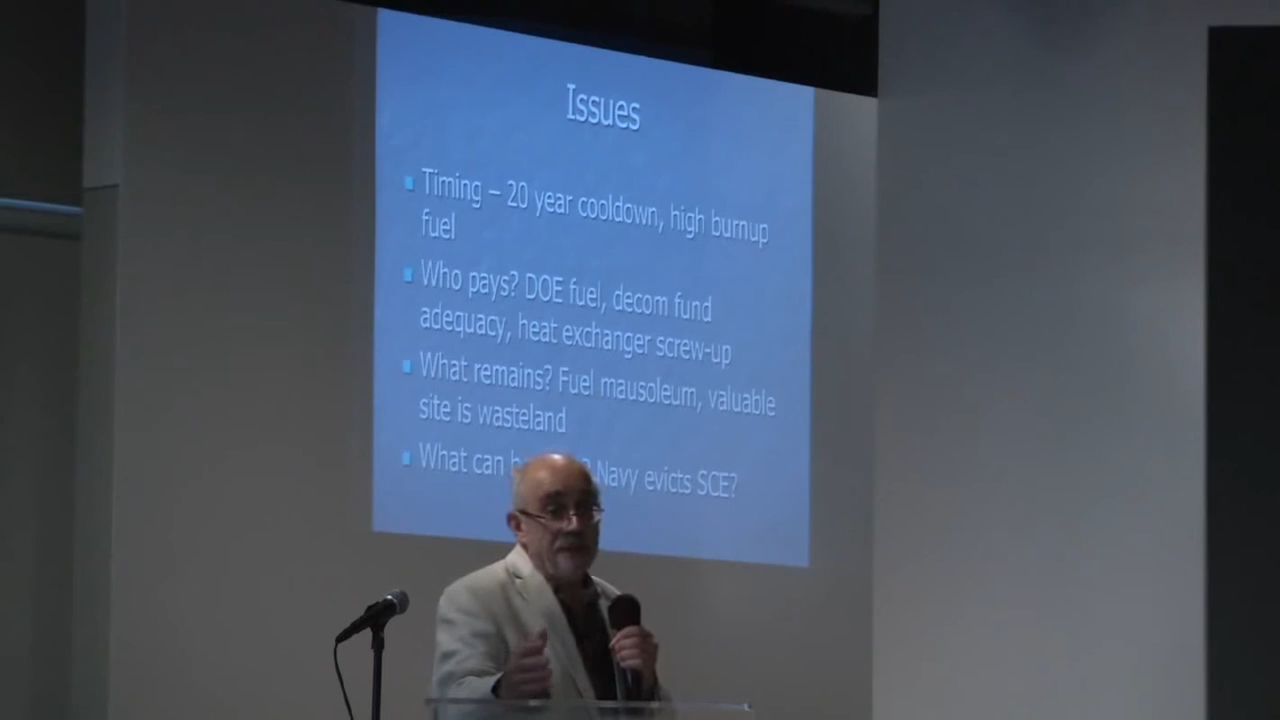 Issues
Timing – 20 year cooldown, high burnup
fuel
Who pays? DOE fuel, decom fund
adequacy, heat exchanger screw-up
What remains? Fuel mausoleum, valuable
site is wasteland
What can Navy evicts SCE?